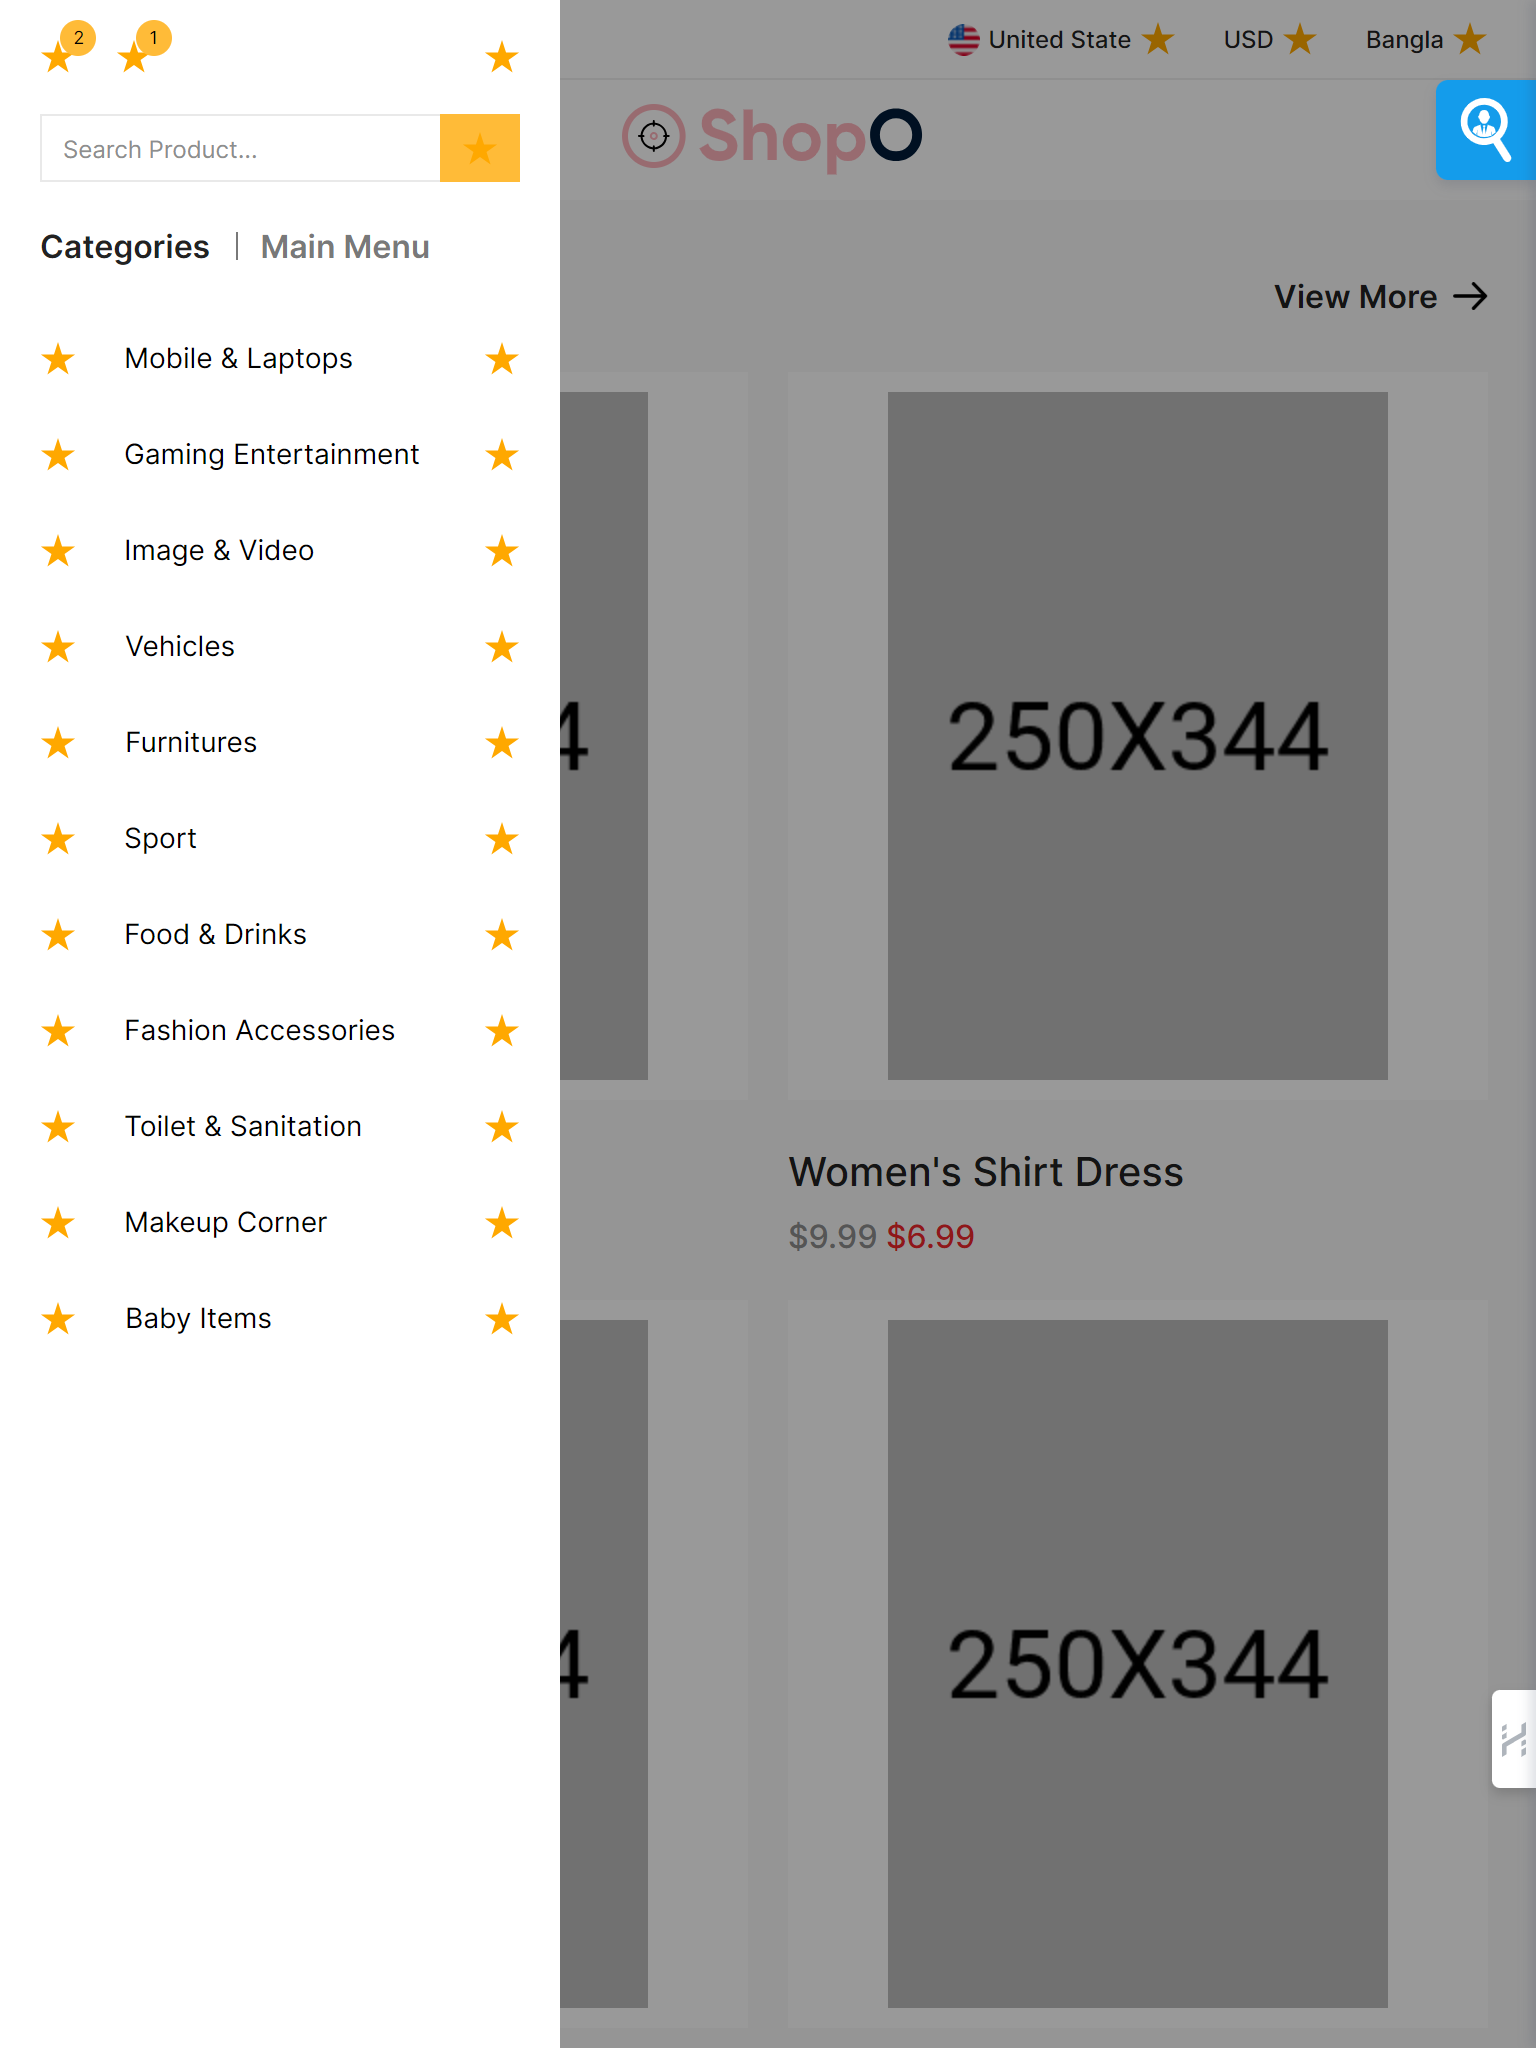 2
1
United State
USD
Bangla
Search Product...
ShopO
Categories | Main Menu
View More
Mobile & Laptops
Gaming Entertainment
Image & Video
Vehicles
Furnitures
Sport
Food & Drinks
Fashion Accessories
Toilet & Sanitation
Makeup Corner
Baby Items
4
250X344
Women's Shirt Dress
$9.99 $6.99
4
250X344